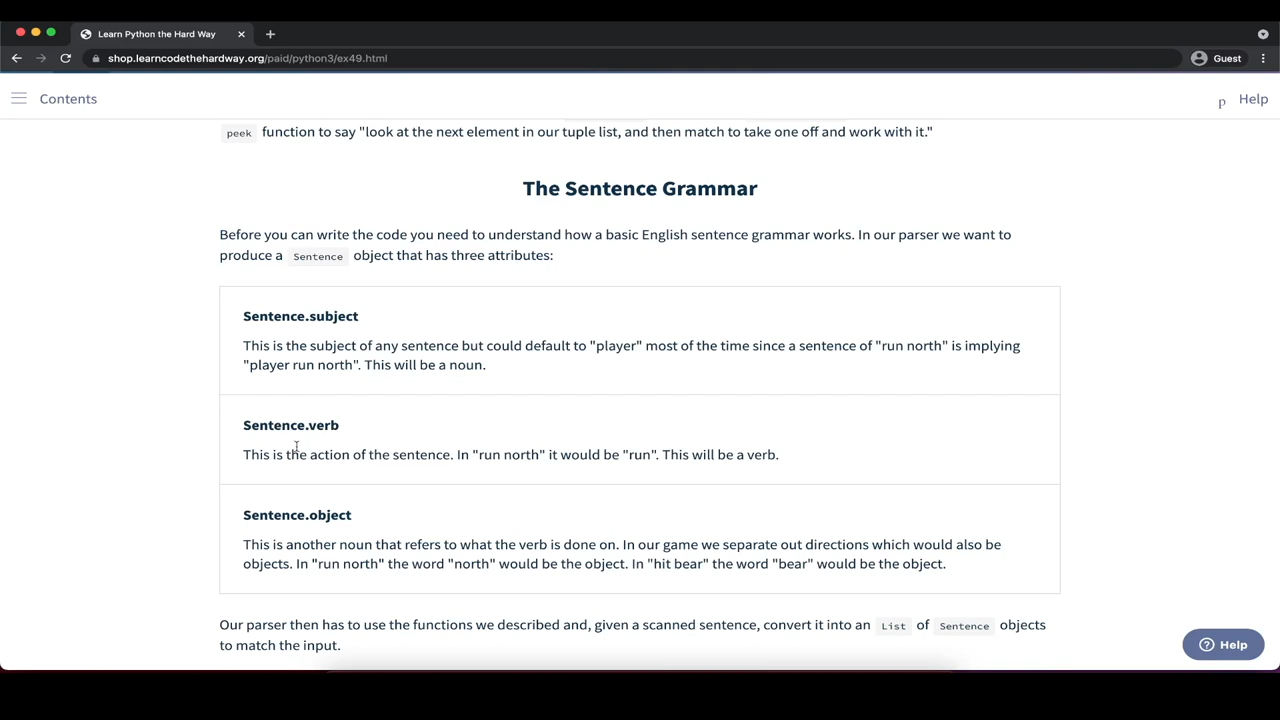 Learn Python the Hard Way
shop.learncodethehardway.org/paid/python3/ex49.html
Guest
Contents
p Help
peek function to say "look at the next element in our tuple list, and then match to take one off and work with it."
The Sentence Grammar
Before you can write the code you need to understand how a basic English sentence grammar works. In our parser we want to
produce a Sentence object that has three attributes:
Sentence.subject
This is the subject of any sentence but could default to "player" most of the time since a sentence of "run north" is implying
"player run north". This will be a noun.
Sentence.verb
This is the action of the sentence. In "run north" it would be "run". This will be a verb.
Sentence.object
This is another noun that refers to what the verb is done on. In our game we separate out directions which would also be
objects. In "run north" the word "north" would be the object. In "hit bear" the word "bear" would be the object.
Our parser then has to use the functions we described and, given a scanned sentence, convert it into an List of Sentence objects
to match the input.
Help